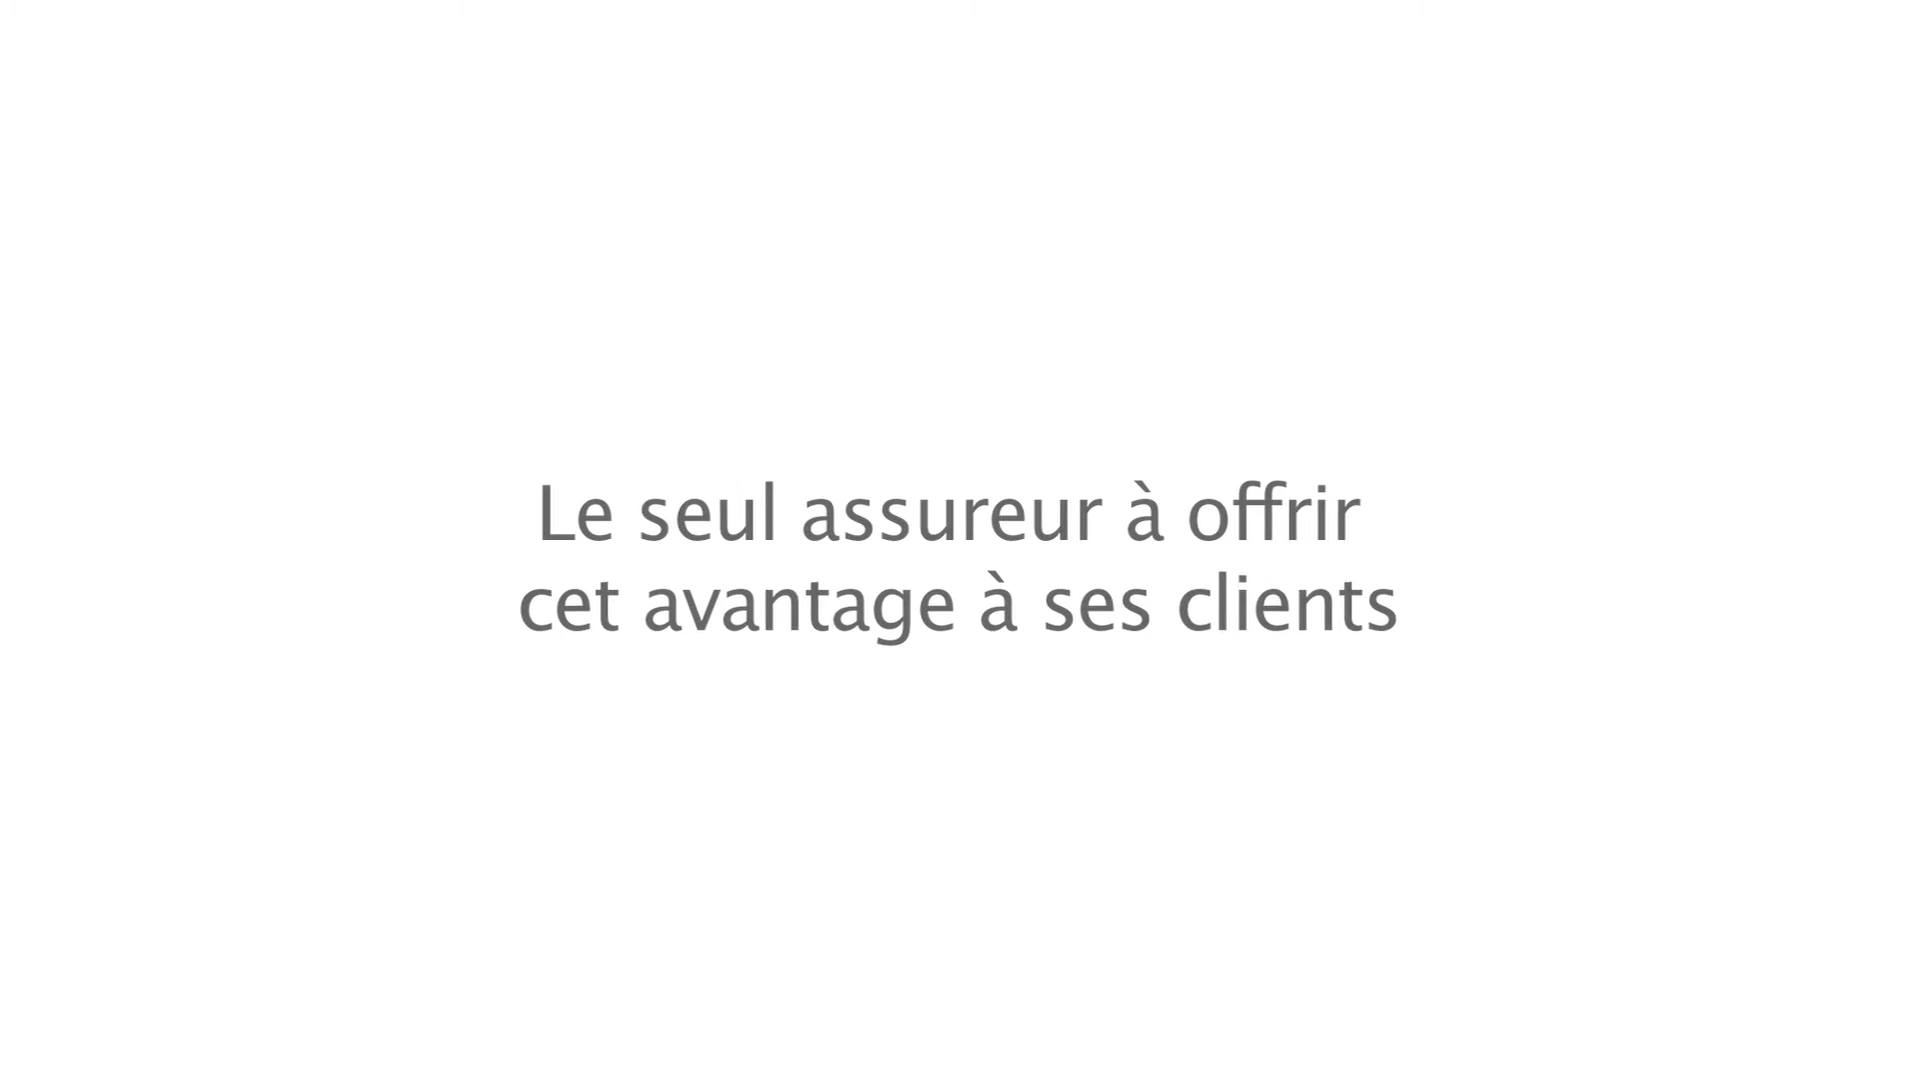 Le seul assureur à offrir
cet avantage à ses clients